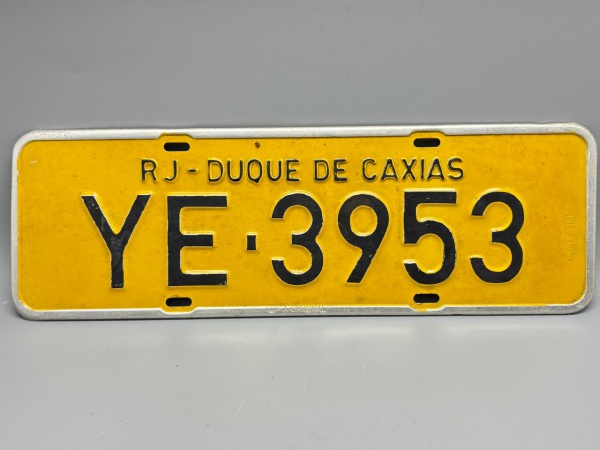 RJ - DUQUE DE CAXIAS
YE·3953